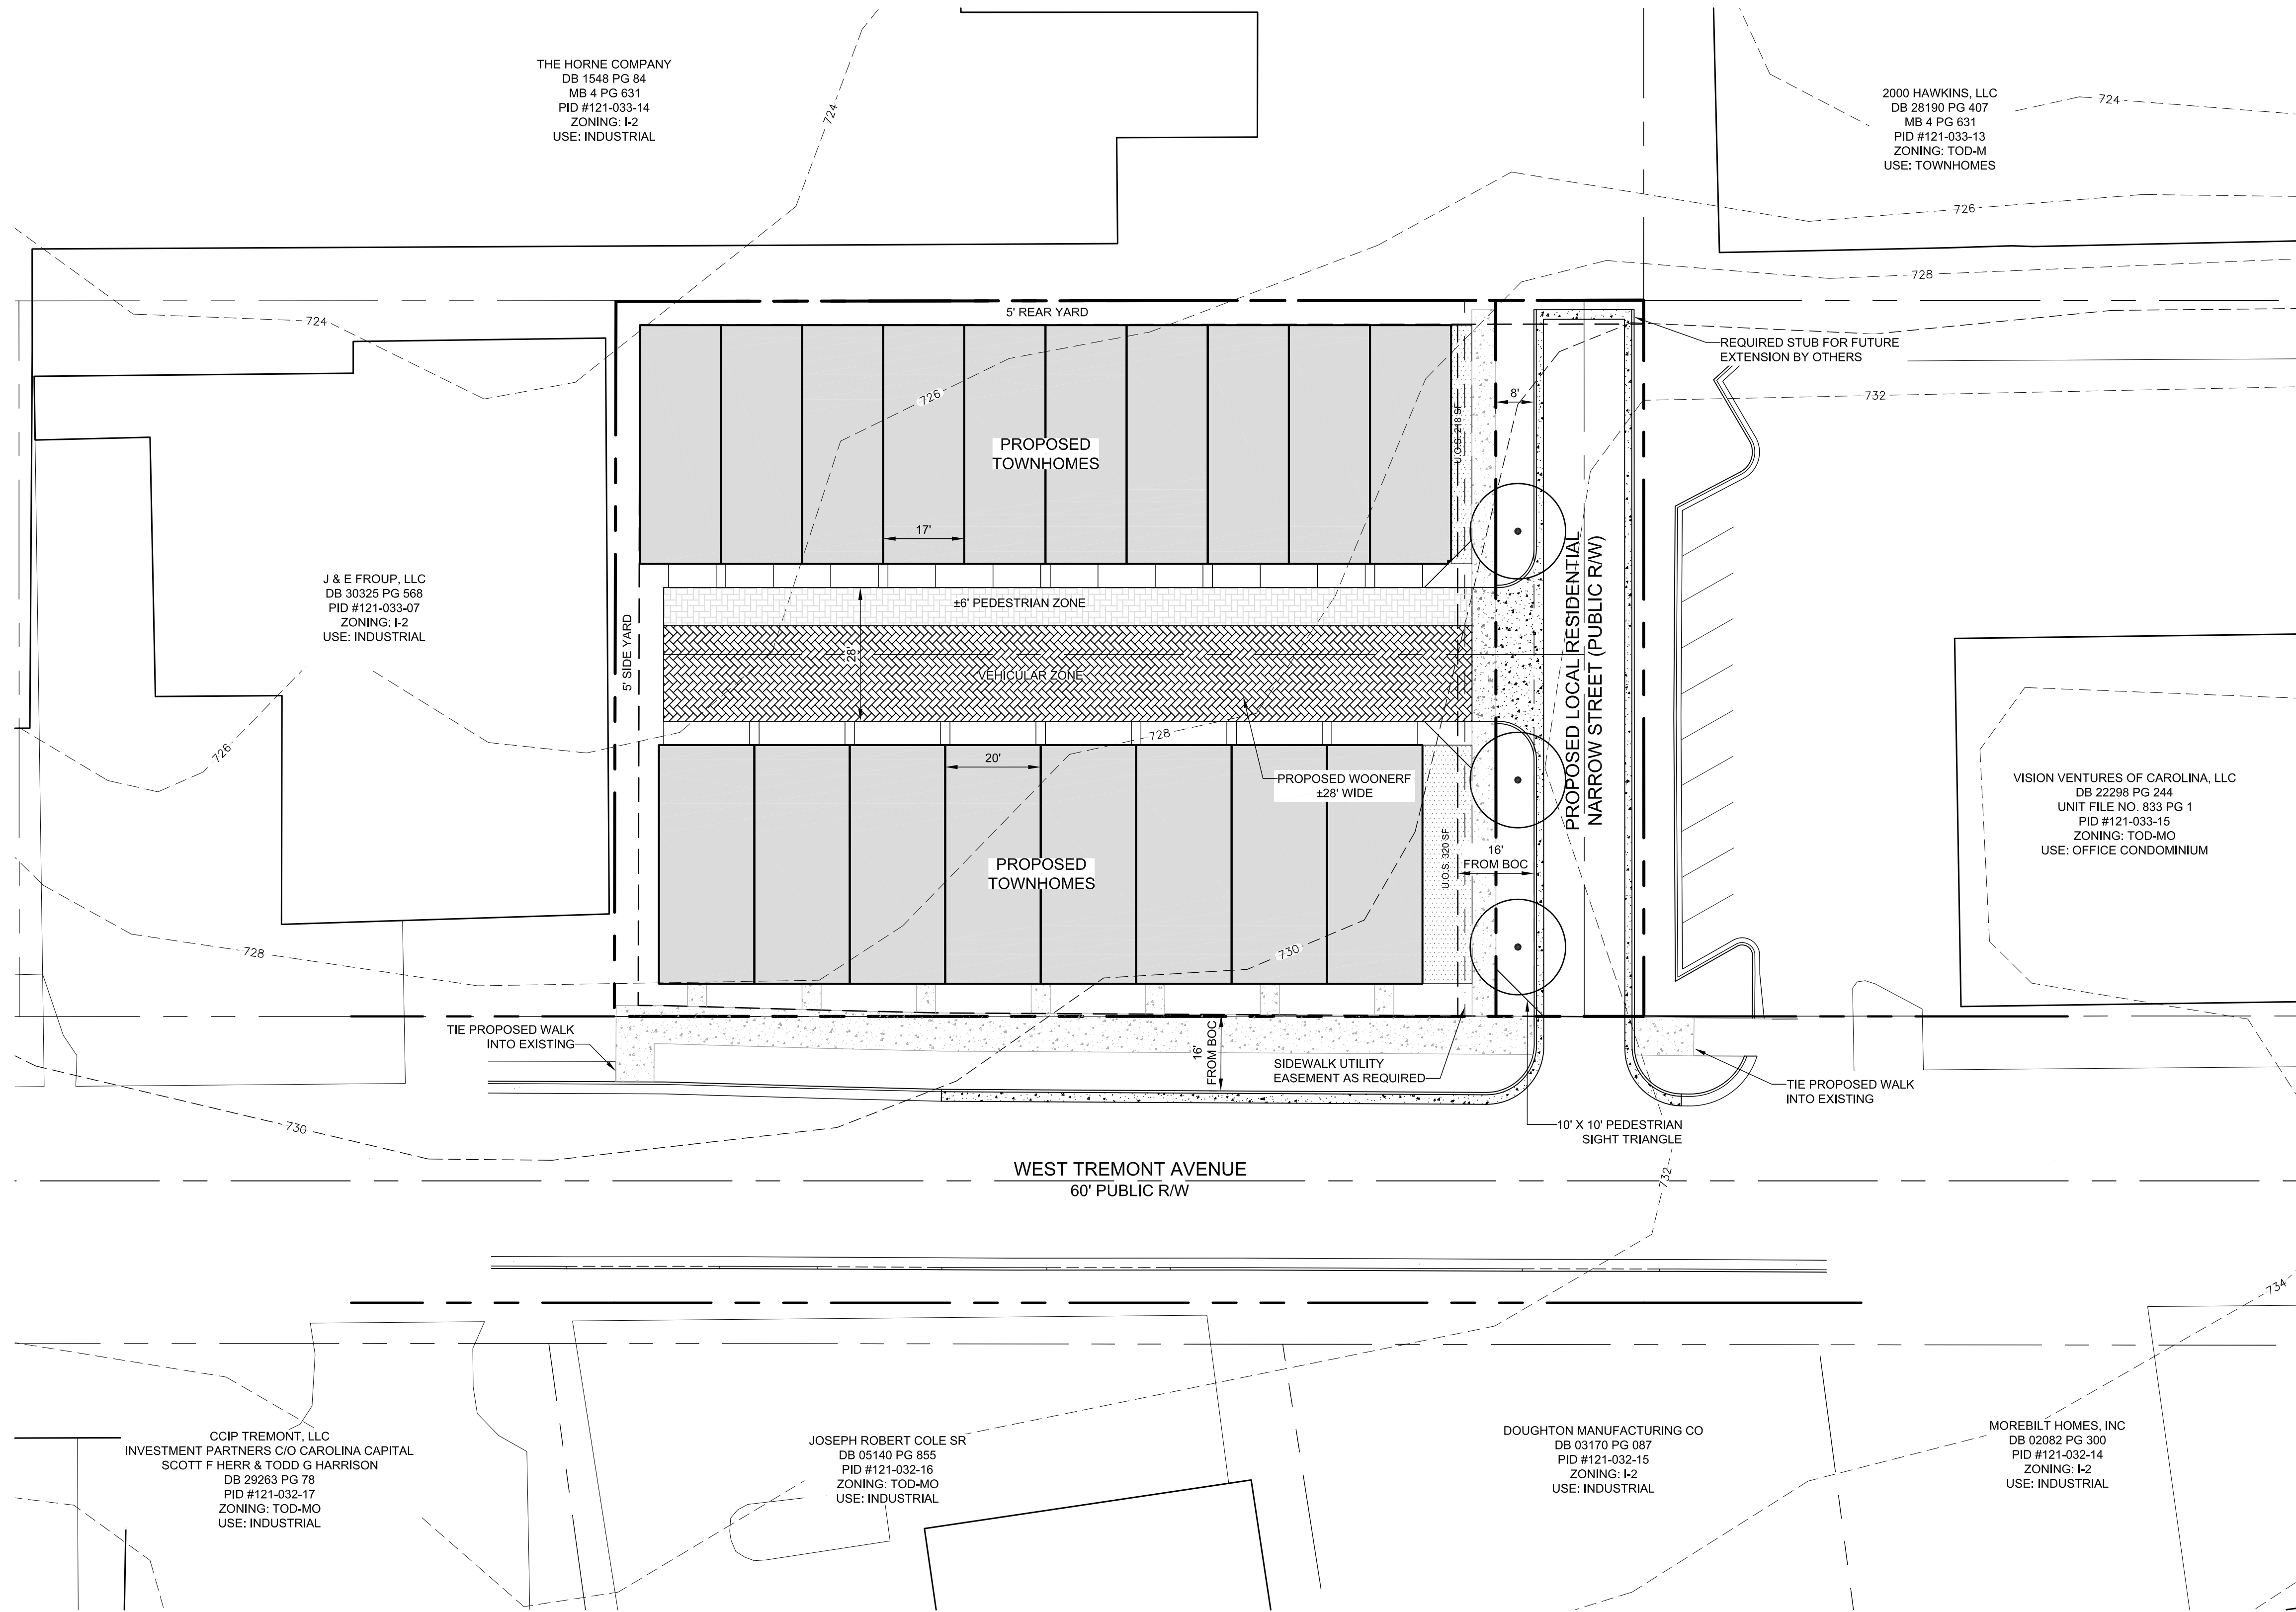 THE HORNE COMPANY
DB 1548 PG 84
MB 4 PG 631
PID #121-033-14
ZONING: I-2
USE: INDUSTRIAL
724
2000 HAWKINS, LLC
DB 28190 PG 407
MB 4 PG 631
PID #121-033-13
ZONING: TOD-M
USE: TOWNHOMES
724
726
728
724
5' REAR YARD
REQUIRED STUB FOR FUTURE
EXTENSION BY OTHERS
732
726
8'
U.O.S. 218 SF
PROPOSED
TOWNHOMES
17'
J & E FROUP, LLC
DB 30325 PG 568
PID #121-033-07
ZONING: I-2
USE: INDUSTRIAL
±6' PEDESTRIAN ZONE
5' SIDE YARD
28'
VEHICULAR ZONE
PROPOSED LOCAL RESIDENTIAL
NARROW STREET (PUBLIC R/W)
726
728
20'
PROPOSED WOONERF
±28' WIDE
VISION VENTURES OF CAROLINA, LLC
DB 22298 PG 244
UNIT FILE NO. 833 PG 1
PID #121-033-15
ZONING: TOD-MO
USE: OFFICE CONDOMINIUM
PROPOSED
TOWNHOMES
U.O.S. 320 SF
16'
FROM BOC
728
730
TIE PROPOSED WALK
INTO EXISTING
16'
FROM BOC
SIDEWALK UTILITY
EASEMENT AS REQUIRED
TIE PROPOSED WALK
INTO EXISTING
730
10' X 10' PEDESTRIAN
SIGHT TRIANGLE
WEST TREMONT AVENUE
60' PUBLIC R/W
732
734
CCIP TREMONT, LLC
INVESTMENT PARTNERS C/O CAROLINA CAPITAL
SCOTT F HERR & TODD G HARRISON
DB 29263 PG 78
PID #121-032-17
ZONING: TOD-MO
USE: INDUSTRIAL
JOSEPH ROBERT COLE SR
DB 05140 PG 855
PID #121-032-16
ZONING: TOD-MO
USE: INDUSTRIAL
DOUGHTON MANUFACTURING CO
DB 03170 PG 087
PID #121-032-15
ZONING: I-2
USE: INDUSTRIAL
MOREBILT HOMES, INC
DB 02082 PG 300
PID #121-032-14
ZONING: I-2
USE: INDUSTRIAL